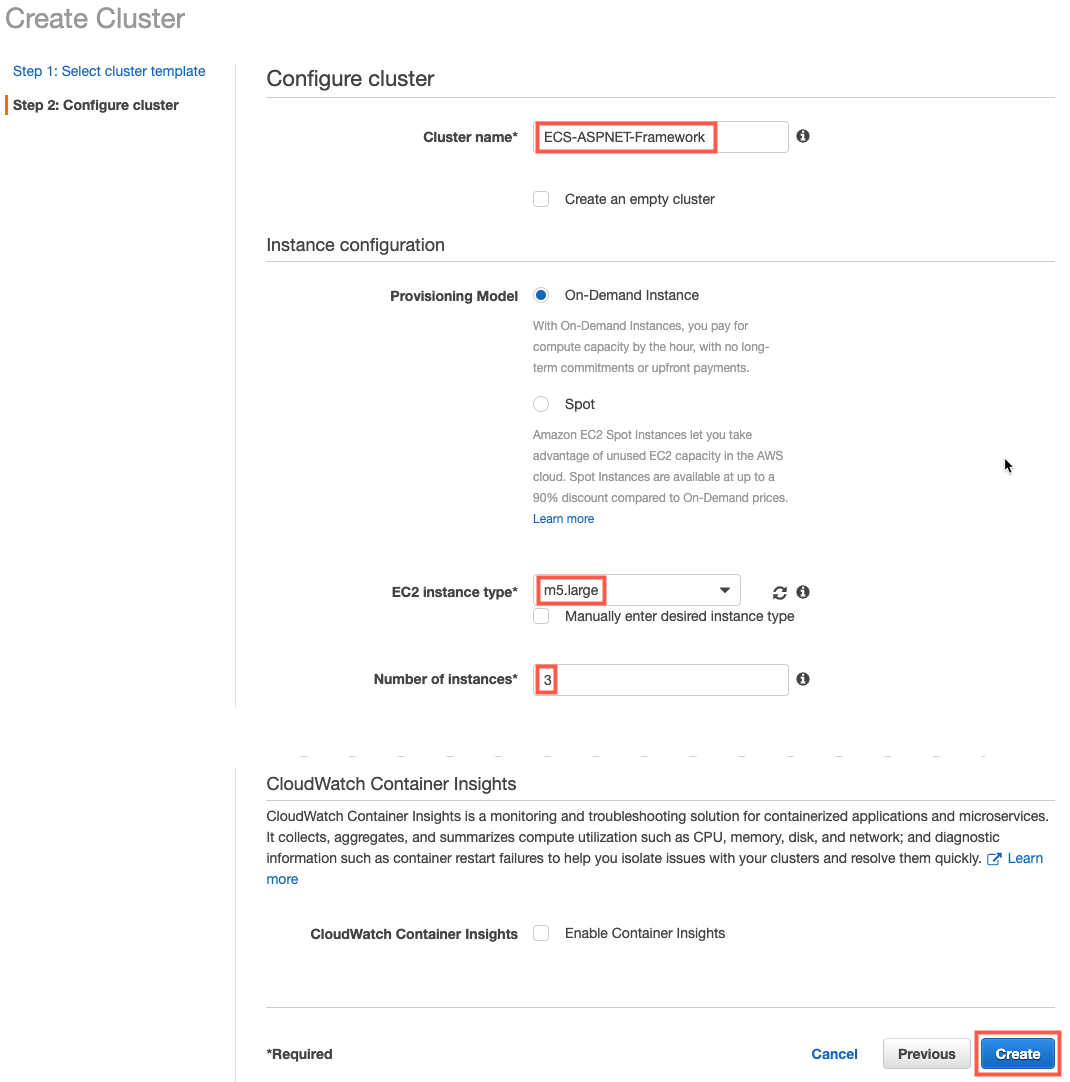 Create Cluster
Step 1: Select cluster template
Step 2: Configure cluster
Configure cluster
Cluster name* ECS-ASPNET-Framework
Create an empty cluster
Instance configuration
Provisioning Model On-Demand Instance
With On-Demand Instances, you pay for
compute capacity by the hour, with no long-
term commitments or upfront payments.
Spot
Amazon EC2 Spot Instances let you take
advantage of unused EC2 capacity in the AWS
cloud. Spot Instances are available at up to a
90% discount compared to On-Demand prices.
Learn more
EC2 instance type* m5.large
Manually enter desired instance type
Number of instances* 3
CloudWatch Container Insights
CloudWatch Container Insights is a monitoring and troubleshooting solution for containerized applications and microservices.
It collects, aggregates, and summarizes compute utilization such as CPU, memory, disk, and network; and diagnostic
information such as container restart failures to help you isolate issues with your clusters and resolve them quickly. Learn
more
CloudWatch Container Insights Enable Container Insights
*Required Cancel Previous Create